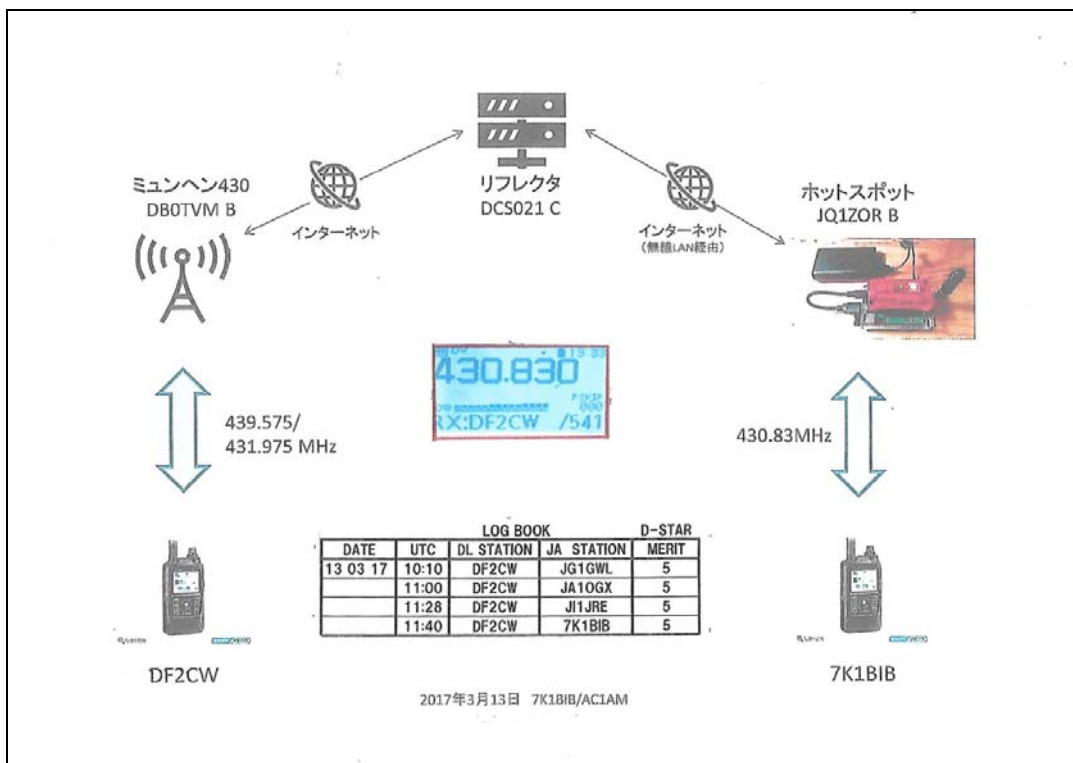 リフレクタ
DCS021 C
ミュンヘン430
DB0TVM B
インターネット
インターネット
(無線LAN経由)
ホットスポット
JQ1ZOR B
439.575/
431.975 MHz
DV 19:33
430.830
PSKIP
000
RX:DF2CW /541
430.83MHz
LOG BOOK D-STAR
DATE UTC DL STATION JA STATION MERIT
13 03 17 10:10 DF2CW JG1GWL 5
11:00 DF2CW JA1OGX 5
11:28 DF2CW JI1JRE 5
11:40 DF2CW 7K1BIB 5
DF2CW
7K1BIB
2017年3月13日 7K1BIB/AC1AM